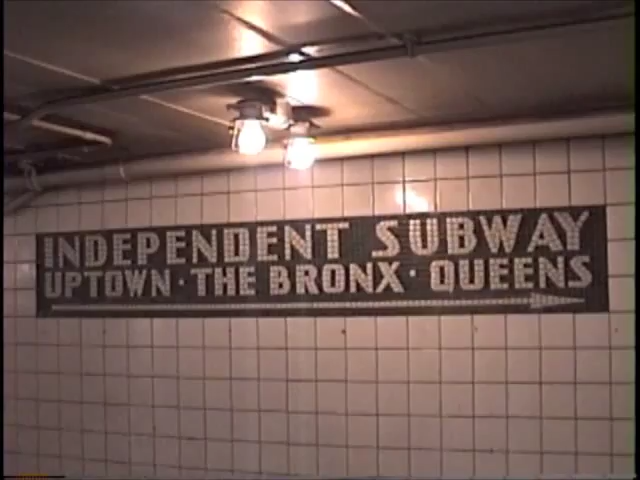 INDEPENDENT SUBWAY
UPTOWN · THE BRONX · QUEENS